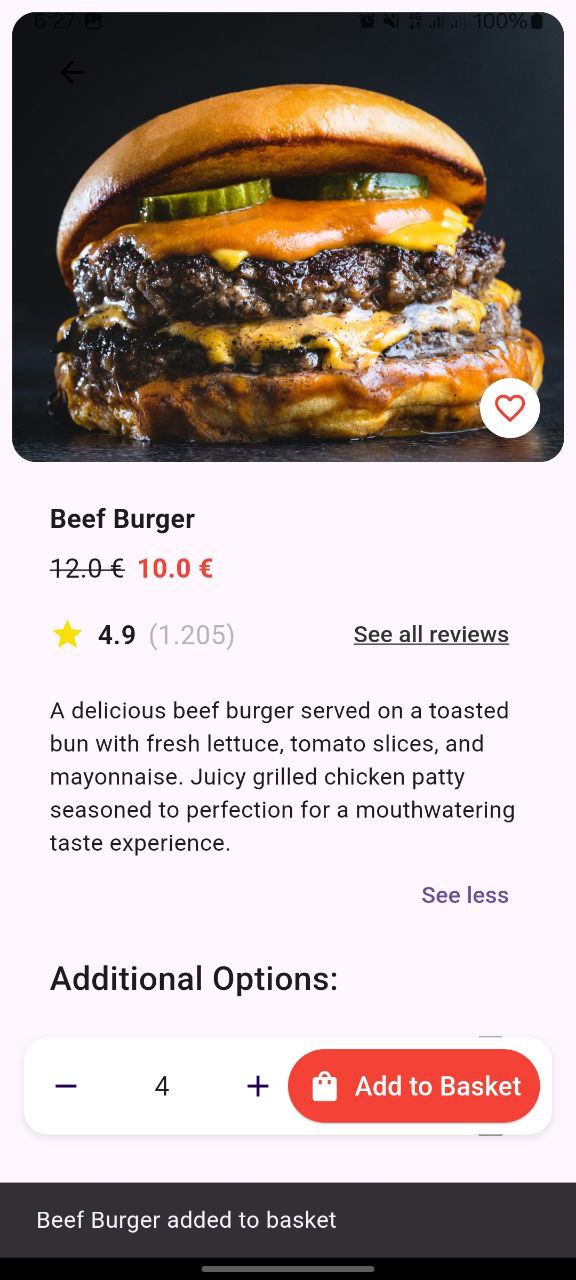 6:27 4G 100%
Beef Burger
12.0 € 10.0 €
4.9 (1.205) See all reviews
A delicious beef burger served on a toasted
bun with fresh lettuce, tomato slices, and
mayonnaise. Juicy grilled chicken patty
seasoned to perfection for a mouthwatering
taste experience.
See less
Additional Options:
4 Add to Basket
Beef Burger added to basket